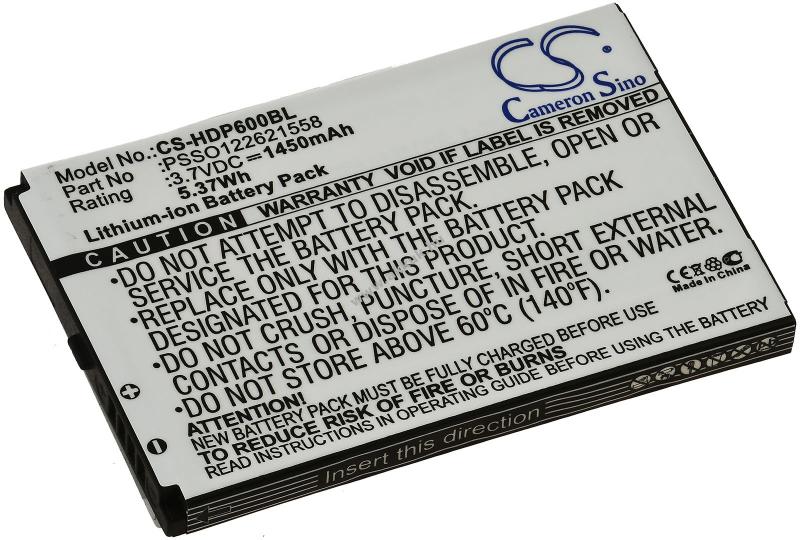 CS
Cameron Sino
Model No.: CS-HDP600BL
Part No : PSSO122621558
Rating : 3.7VDC 1450mAh
5.37Wh
Lithium-ion Battery Pack
CAUTION WARRANTY VOID IF SEAL IS REMOVED
•DO NOT ATTEMPT TO DISASSEMBLE, OR
SERVICE THE BATTERY PACK.
•REPLACE ONLY WITH THE BATTERY PACK
DESIGNATED FOR THIS PRODUCT.
•DO NOT CRUSH, PUNCTURE, SHORT EXTERNAL
CONTACTS OR DISPOSE OF IN FIRE OR WATER.
•DO NOT STORE ABOVE 60°C (140°F).
CE
Made in China
ATTENTION!
NEW BATTERY PACK MUST BE FULLY CHARGED BEFORE USE
TO REDUCE RISK OF FIRE OR BURNS
READ INSTRUCTIONS BEFORE OPERATING GUIDE BEFORE USING THE BATTERY
+
-
Insert this direction